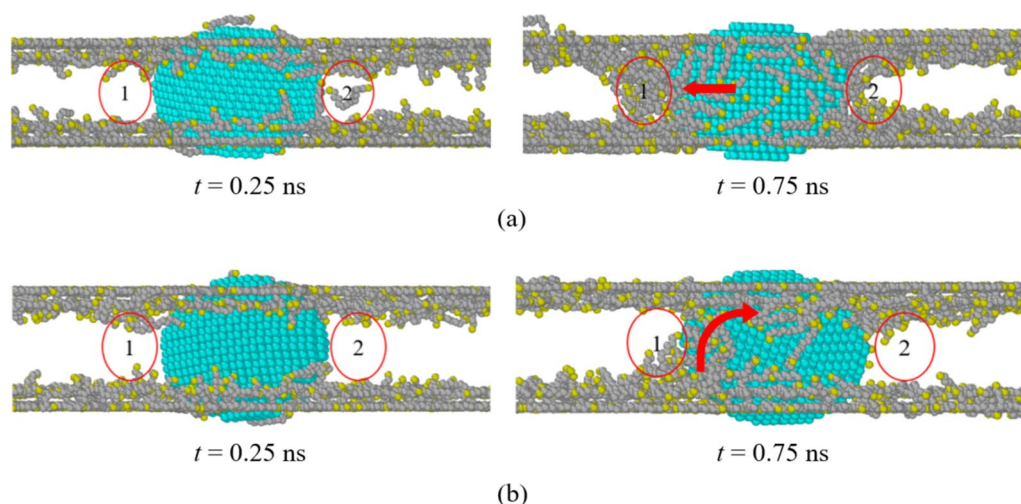 1
2
1
2
t = 0.25 ns
t = 0.75 ns
(a)
1
2
1
2
t = 0.25 ns
t = 0.75 ns
(b)